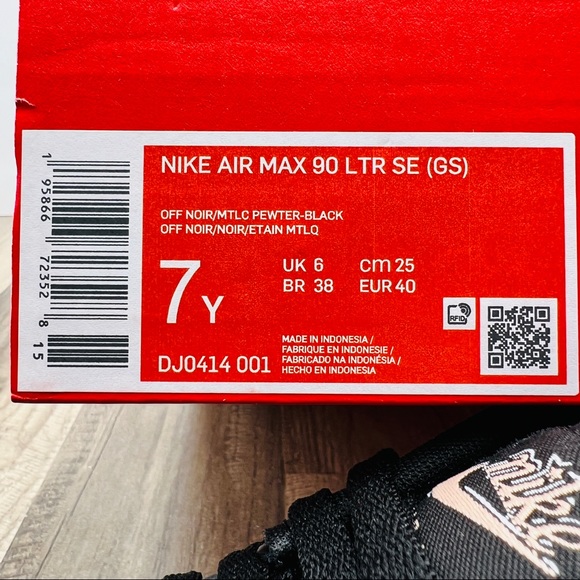 NIKE AIR MAX 90 LTR SE (GS)
OFF NOIR/MTLC PEWTER-BLACK
OFF NOIR/NOIR/ETAIN MTLQ
7 Y
UK 6 cm 25
BR 38 EUR 40
RFID
DJ0414 001
MADE IN INDONESIA /
FABRIQUE EN INDONESIE /
FABRICADO NA INDONÉSIA /
HECHO EN INDONESIA
1 95866 72352 8 15
nike